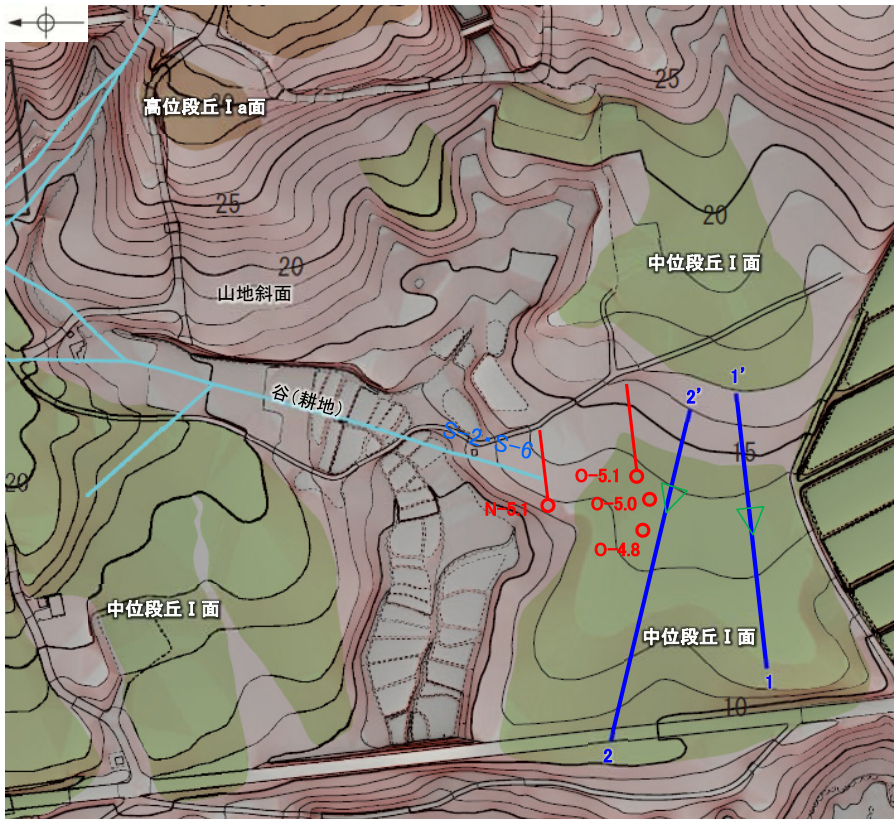 25
高位段丘Ⅰa面
25
20
中位段丘Ⅰ面
20
山地斜面
1'
2'
谷(耕地)
S-2・S-6
15
O-5.1
20
O-5.0
N-5.1
O-4.8
中位段丘Ⅰ面
中位段丘Ⅰ面
1
10
2